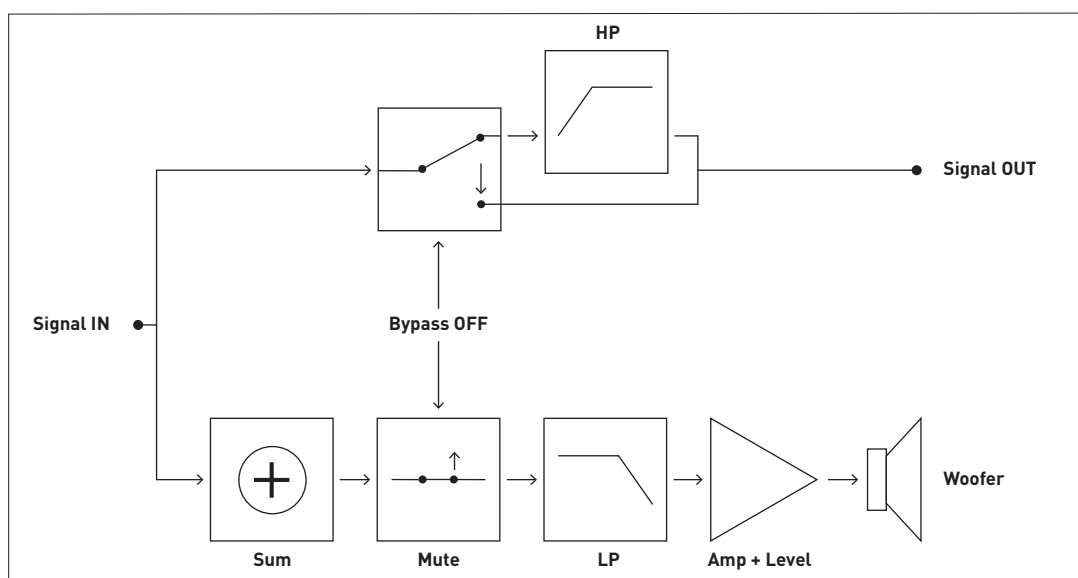 HP
Signal OUT
Signal IN
Bypass OFF
Woofer
Sum
Mute
LP
Amp + Level